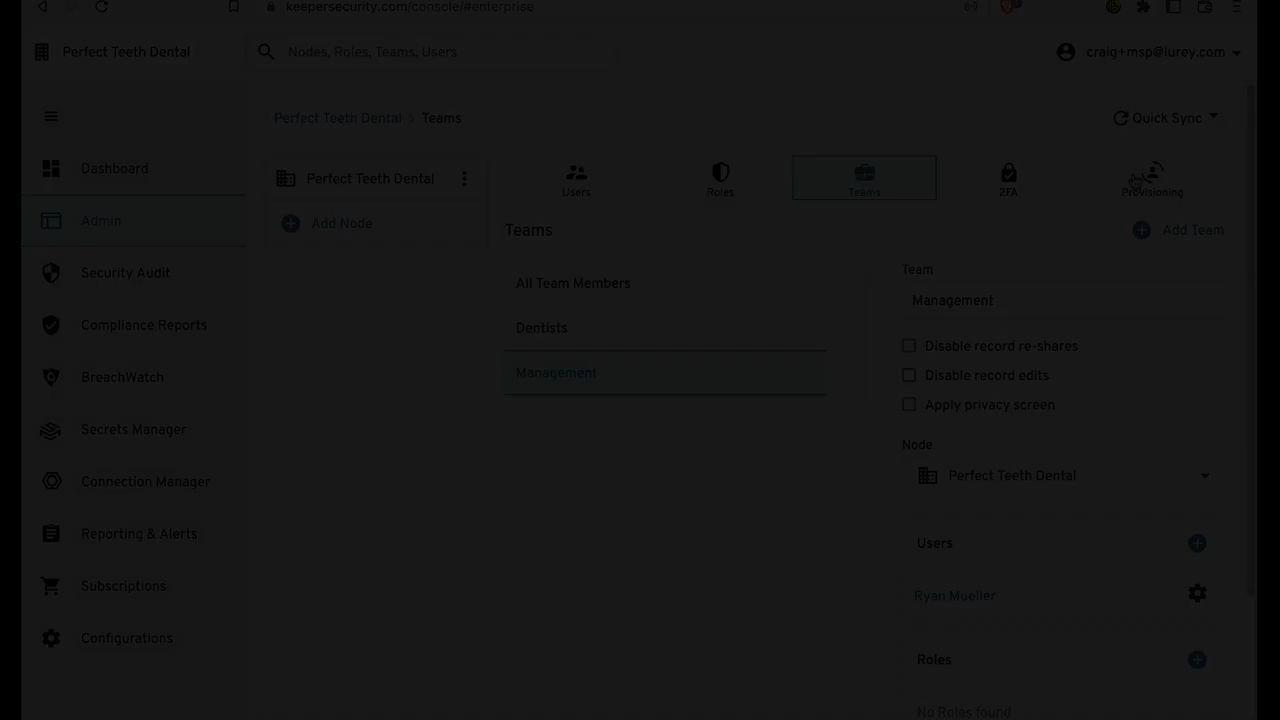 keepersecurity.com/console/#enterprise
Perfect Teeth Dental
Nodes, Roles, Teams, Users
craig+msp@lurey.com
Perfect Teeth Dental › Teams
Quick Sync
Dashboard
Admin
Security Audit
Compliance Reports
BreachWatch
Secrets Manager
Connection Manager
Reporting & Alerts
Subscriptions
Configurations
Perfect Teeth Dental
Add Node
Users
Roles
Teams
2FA
Provisioning
Teams
Add Team
All Team Members
Dentists
Management
Team
Management
Disable record re-shares
Disable record edits
Apply privacy screen
Node
Perfect Teeth Dental
Users
Ryan Mueller
Roles
No Roles found